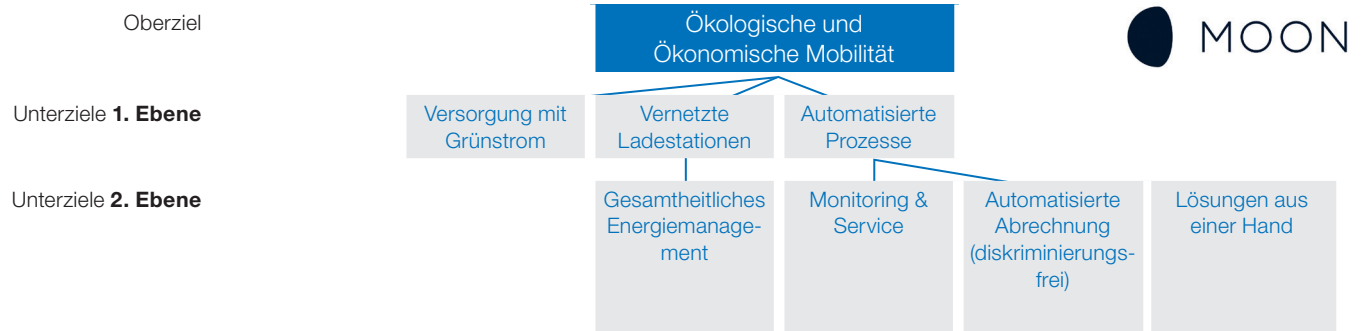 Oberziel
Ökologische und
Ökonomische Mobilität
MOON
Unterziele 1. Ebene
Versorgung mit
Grünstrom
Vernetzte
Ladestationen
Automatisierte
Prozesse
Unterziele 2. Ebene
Gesamtheitliches
Energiemanage-
ment
Monitoring &
Service
Automatisierte
Abrechnung
(diskriminierungs-
frei)
Lösungen aus
einer Hand